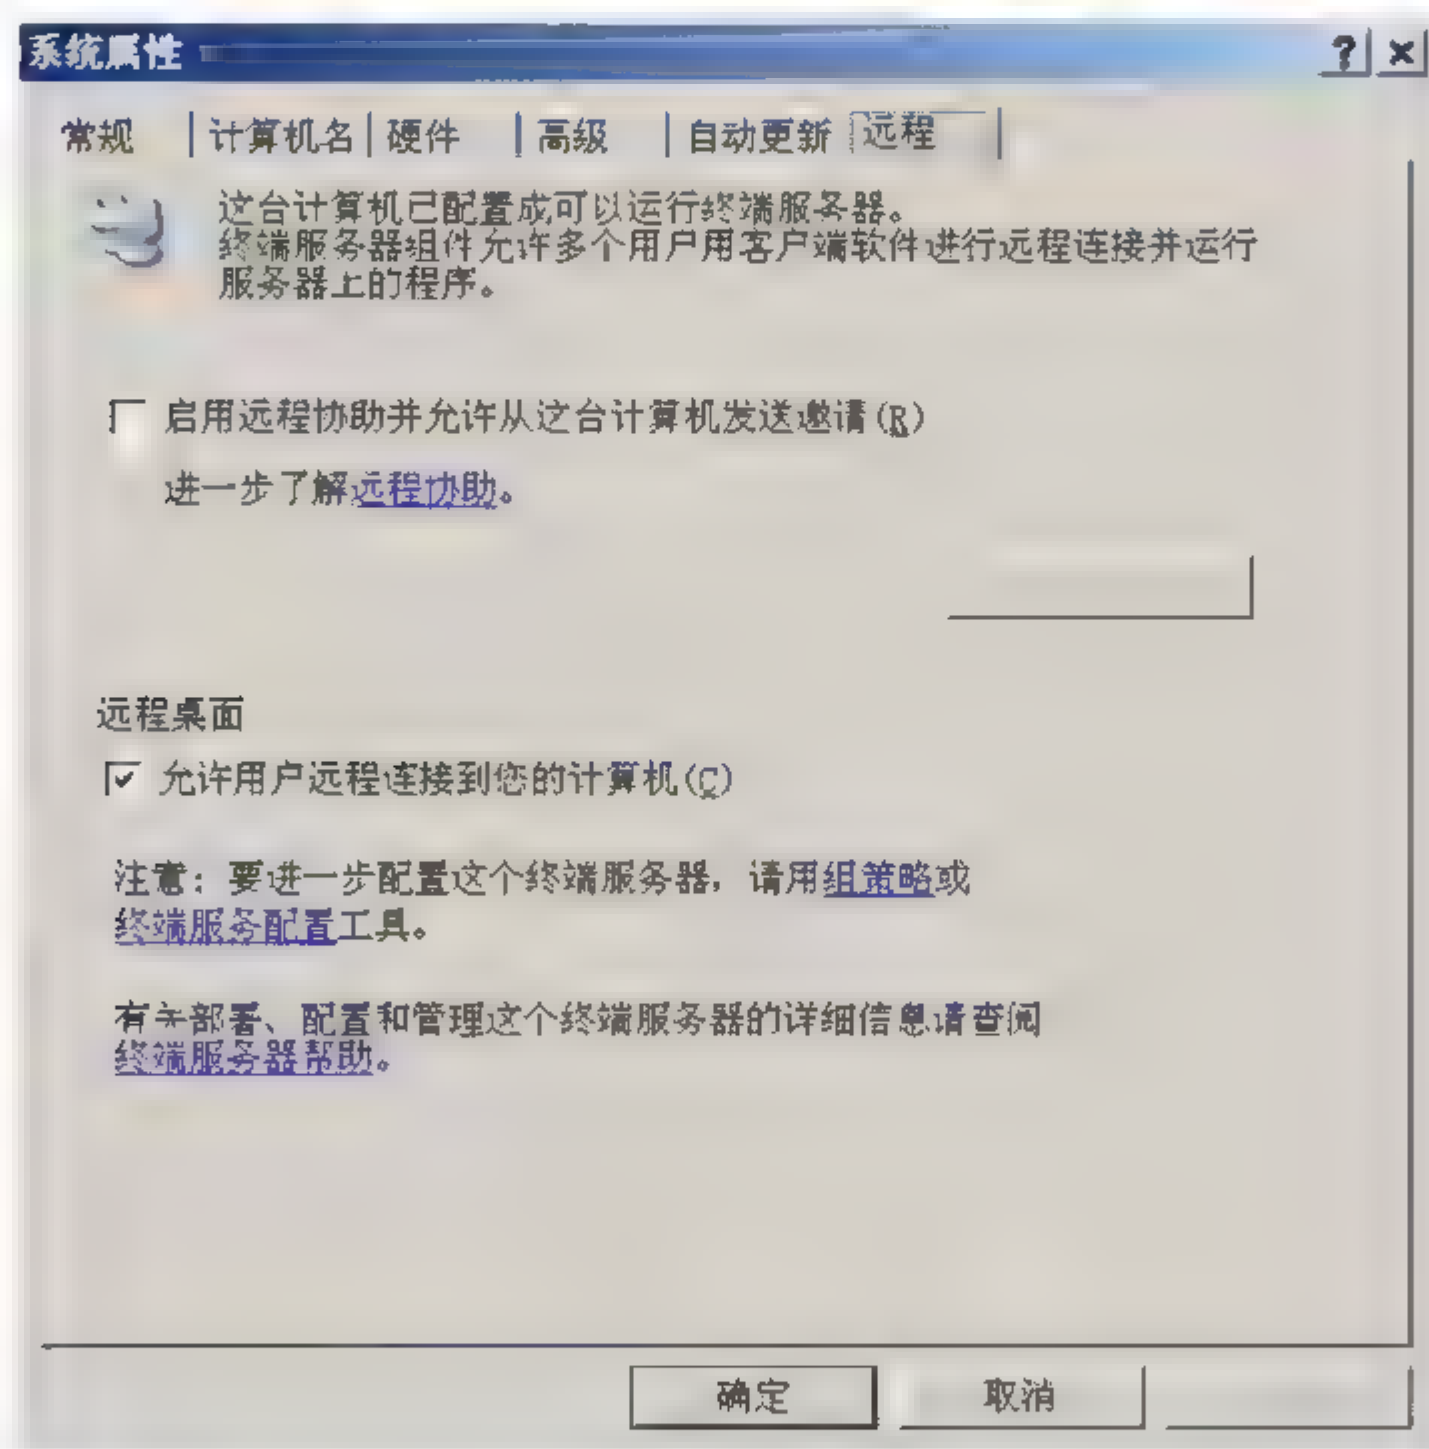 系统属性
常规 计算机名 硬件 高级 自动更新 远程
这台计算机已配置成可以运行终端服务器。
终端服务器组件允许多个用户用客户端软件进行远程连接并运行
服务器上的程序。
启用远程协助并允许从这台计算机发送邀请(R)
进一步了解远程协助。
远程桌面
允许用户远程连接到您的计算机(C)
注意: 要进一步配置这个终端服务器, 请用组策略或
终端服务配置工具。
有关部署、配置和管理这个终端服务器的详细信息请查阅
终端服务器帮助。
确定 取消